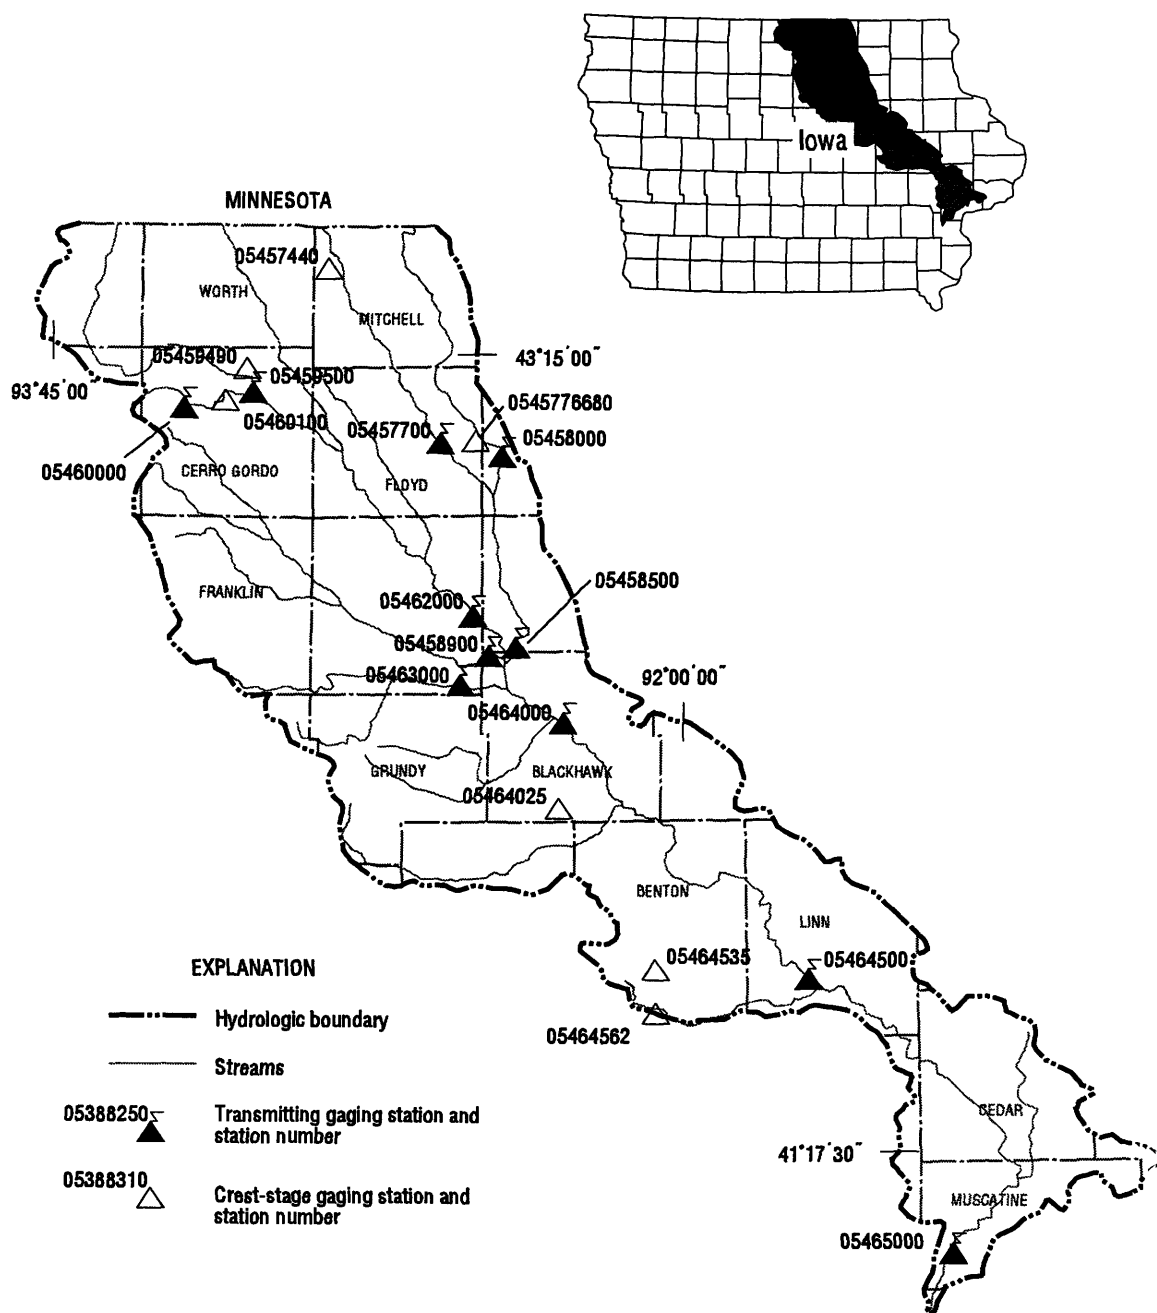 Iowa
MINNESOTA
05457440
WORTH
MITCHELL
05459490
43°15'00"
93°45'00"
05459500
0545776680
05460100
05457700
05458000
05460000
CERRO GORDO
FLOYD
05458500
FRANKLIN
05462000
05458900
05463000
92°00'00"
05464000
GRUNDY
BLACKHAWK
05464025
BENTON
LINN
05464535
05464500
EXPLANATION
Hydrologic boundary
05464562
Streams
05388250
Transmitting gaging station and
station number
CEDAR
41°17'30"
05388310
Crest-stage gaging station and
station number
MUSCATINE
05465000